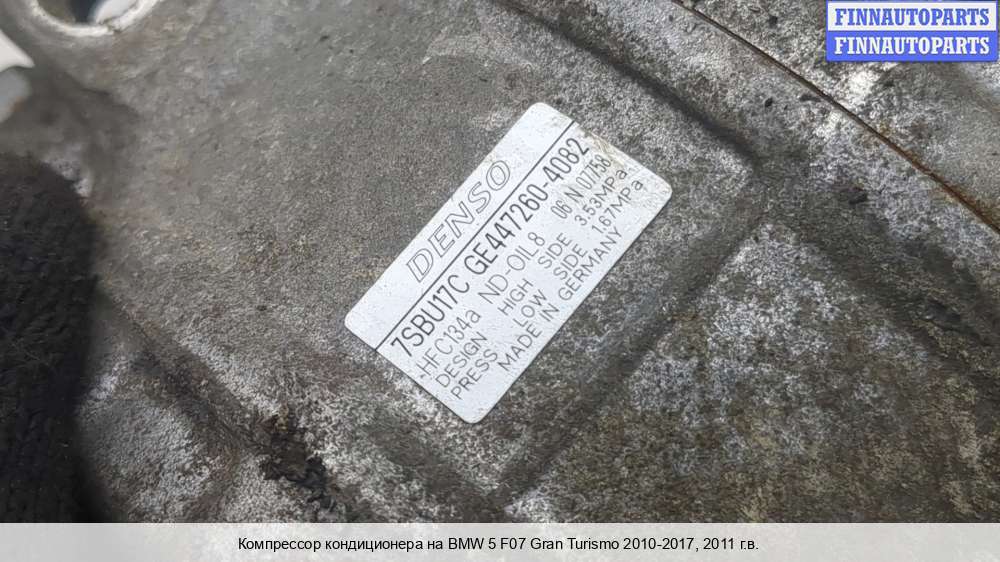 FINNAUTOPARTS
FINNAUTOPARTS
DENSO
7SBU17C GE447260-4082
HFC134a ND-OIL8 06 N 07758
DESIGN HIGH SIDE 3.53MPa
PRESS LOW SIDE 1.67MPa
MADE IN GERMANY
Компрессор кондиционера на BMW 5 F07 Gran Turismo 2010-2017, 2011 г.в.